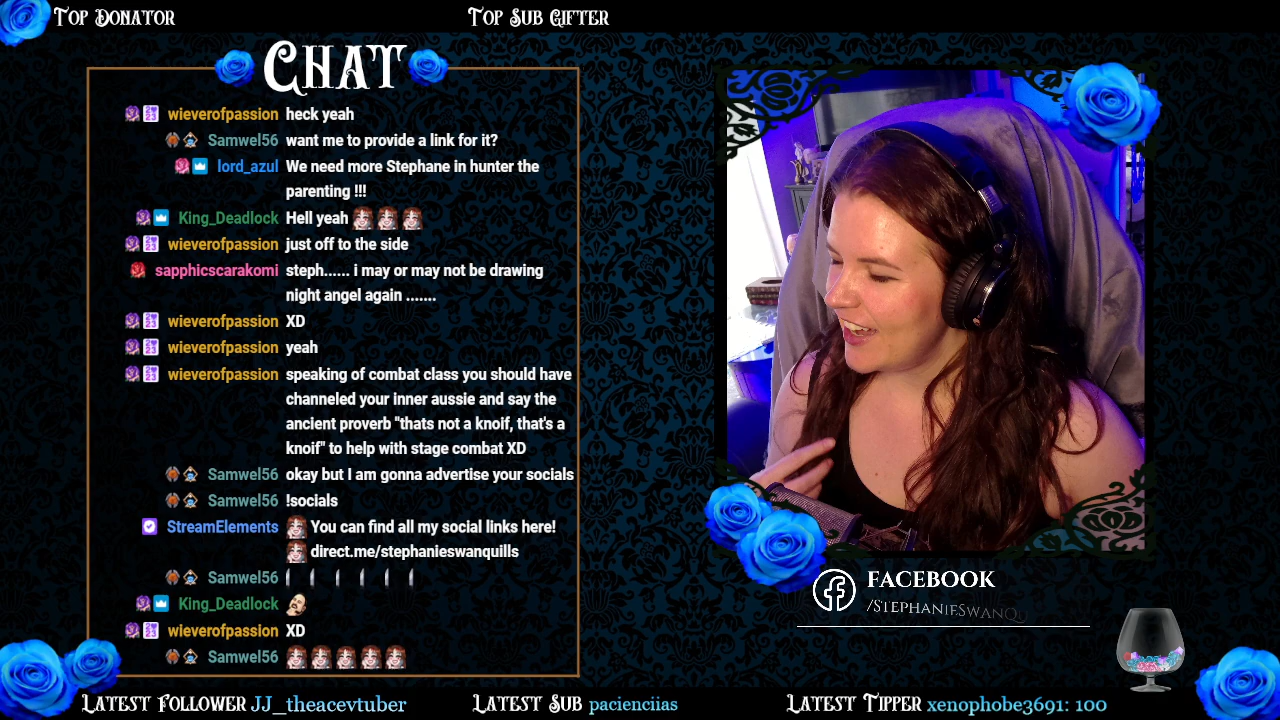 Top Donator
Top Sub Gifter
Chat
wieverofpassion heck yeah
Samwel56 want me to provide a link for it?
lord_azul We need more Stephane in hunter the
parenting !!!
King_Deadlock Hell yeah
wieverofpassion just off to the side
sapphicscarakomi steph...... i may or may not be drawing
night angel again .......
wieverofpassion XD
wieverofpassion yeah
wieverofpassion speaking of combat class you should have
channeled your inner aussie and say the
ancient proverb "thats not a knoif, that's a
knoif" to help with stage combat XD
Samwel56 okay but I am gonna advertise your socials
Samwel56 !socials
StreamElements You can find all my social links here!
direct.me/stephanieswanquills
Samwel56
King_Deadlock
wieverofpassion XD
Samwel56
Facebook
/StephanieSwanQ
Latest Follower JJ_theacevtuber
Latest Sub pacienciias
Latest Tipper xenophobe3691: 100